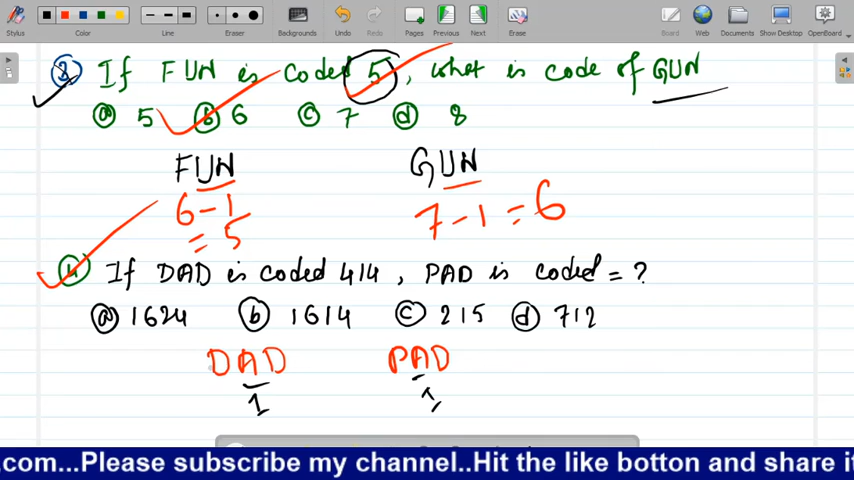 Stylus Color Line Style Eraser Backgrounds Undo Auto Pages Previous Next Erase Board Web Documents Show Desktop OpenBoard
3 If FUN is Coded 5, what is code of GUN
a 5 b 6 c 7 d 8
FUN GUN
6-1 7-1 = 6
= 5
4 If DAD is coded 414, PAD is coded = ?
a 1624 b 1614 c 215 d 712
DAD PAD
1 1
.com...Please subscribe my channel..Hit the like botton and share i